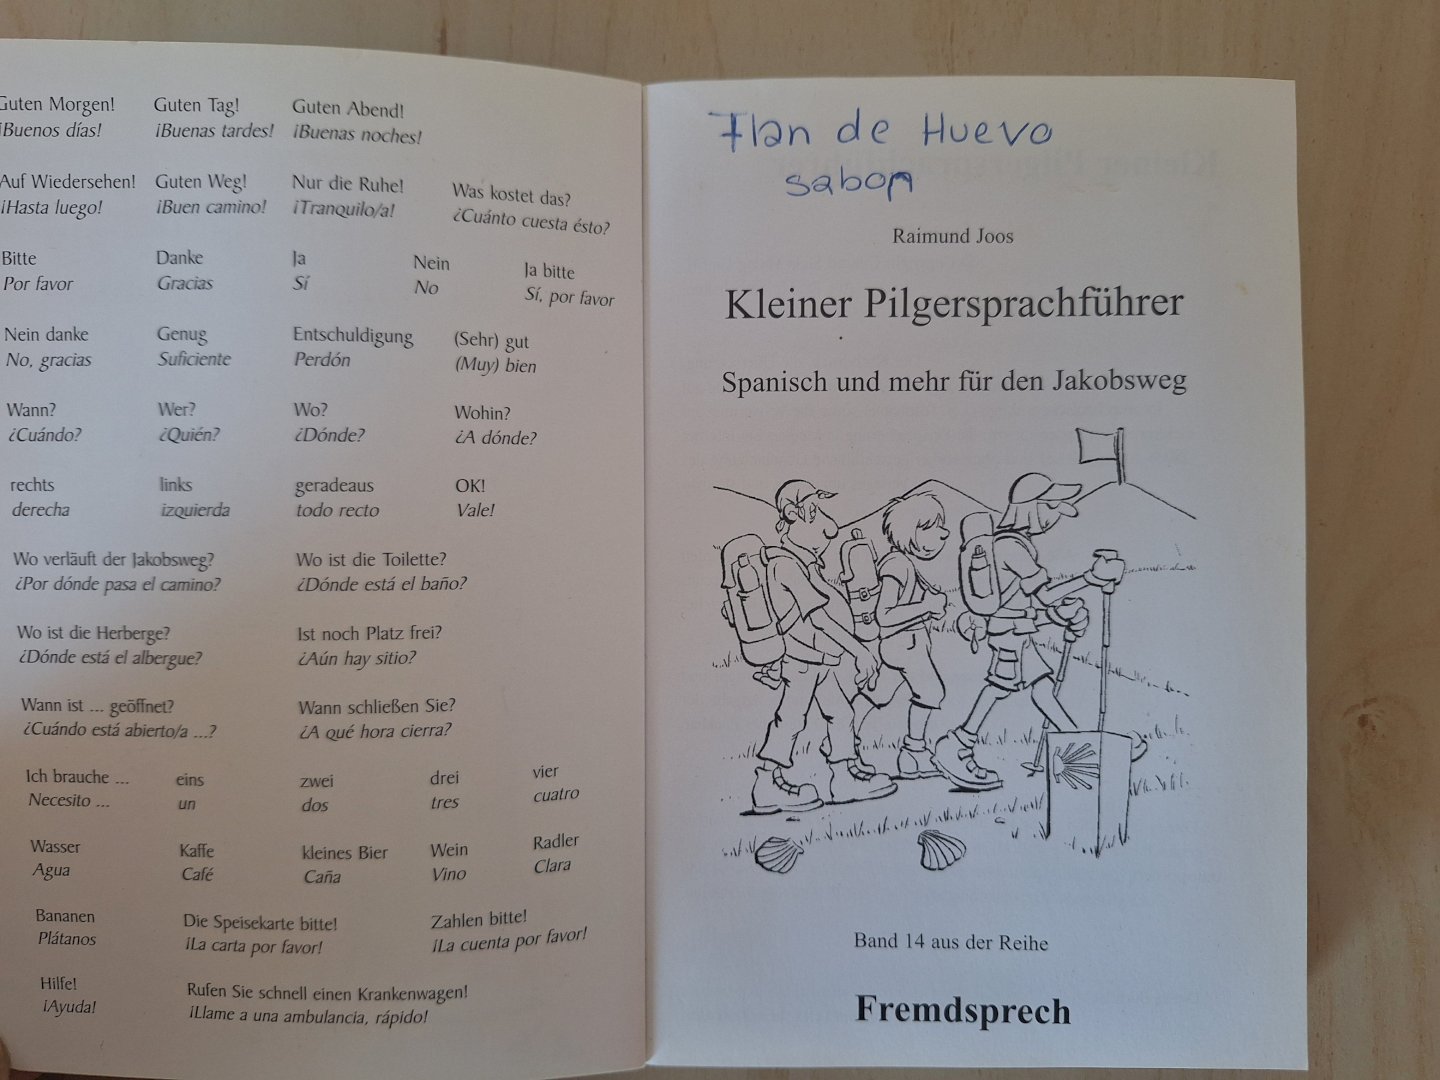 Guten Morgen! Guten Tag! Guten Abend!
¡Buenos días! ¡Buenas tardes! ¡Buenas noches!
Auf Wiedersehen! Guten Weg! Nur die Ruhe! Was kostet das?
¡Hasta luego! ¡Buen camino! ¡Tranquilo/a! ¿Cuánto cuesta ésto?
Bitte Danke Ja Nein Ja bitte
Por favor Gracias Sí No Sí, por favor
Nein danke Genug Entschuldigung (Sehr) gut
No, gracias Suficiente Perdón (Muy) bien
Wann? Wer? Wo? Wohin?
¿Cuándo? ¿Quién? ¿Dónde? ¿A dónde?
rechts links geradeaus OK!
derecha izquierda todo recto Vale!
Wo verläuft der Jakobsweg? Wo ist die Toilette?
¿Por dónde pasa el camino? ¿Dónde está el baño?
Wo ist die Herberge? Ist noch Platz frei?
¿Dónde está el albergue? ¿Aún hay sitio?
Wann ist ... geöffnet? Wann schließen Sie?
¿Cuándo está abierto/a ...? ¿A qué hora cierra?
Ich brauche ... eins zwei drei vier
Necesito ... un dos tres cuatro
Wasser Kaffe kleines Bier Wein Radler
Agua Café Caña Vino Clara
Bananen Die Speisekarte bitte! Zahlen bitte!
Plátanos ¡La carta por favor! ¡La cuenta por favor!
Hilfe! Rufen Sie schnell einen Krankenwagen!
¡Ayuda! ¡Llame a una ambulancia, rápido!
Flan de Huevo
sabon
Raimund Joos
Kleiner Pilgersprachführer
Spanisch und mehr für den Jakobsweg
Band 14 aus der Reihe
Fremdsprech